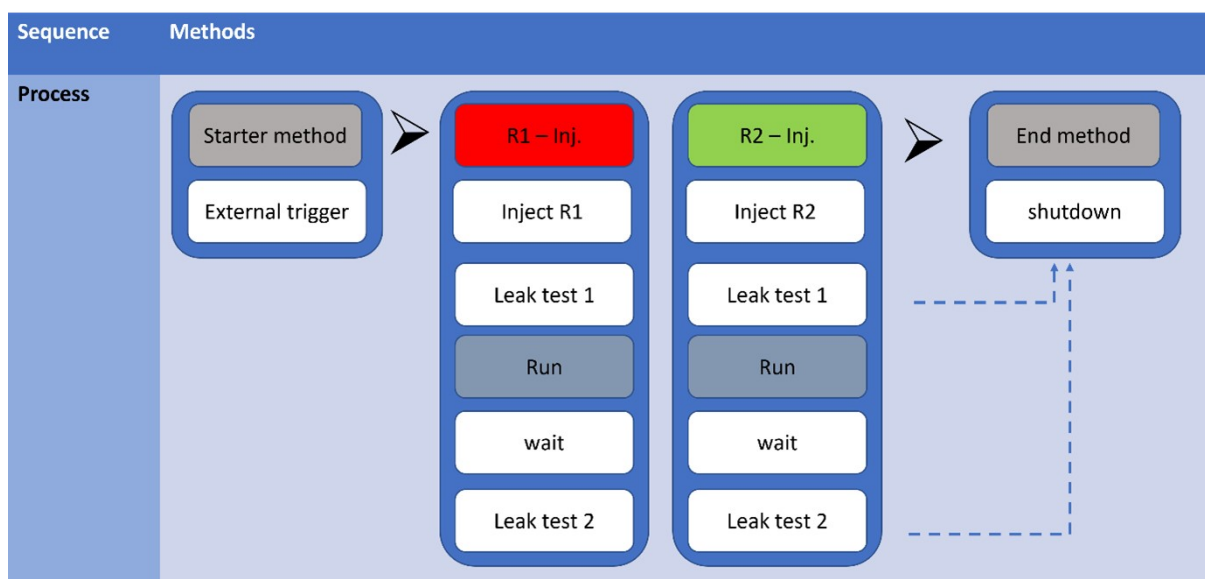 Sequence
Methods
Process
Starter method
External trigger
R1 – Inj.
Inject R1
Leak test 1
Run
wait
Leak test 2
R2 – Inj.
Inject R2
Leak test 1
Run
wait
Leak test 2
End method
shutdown